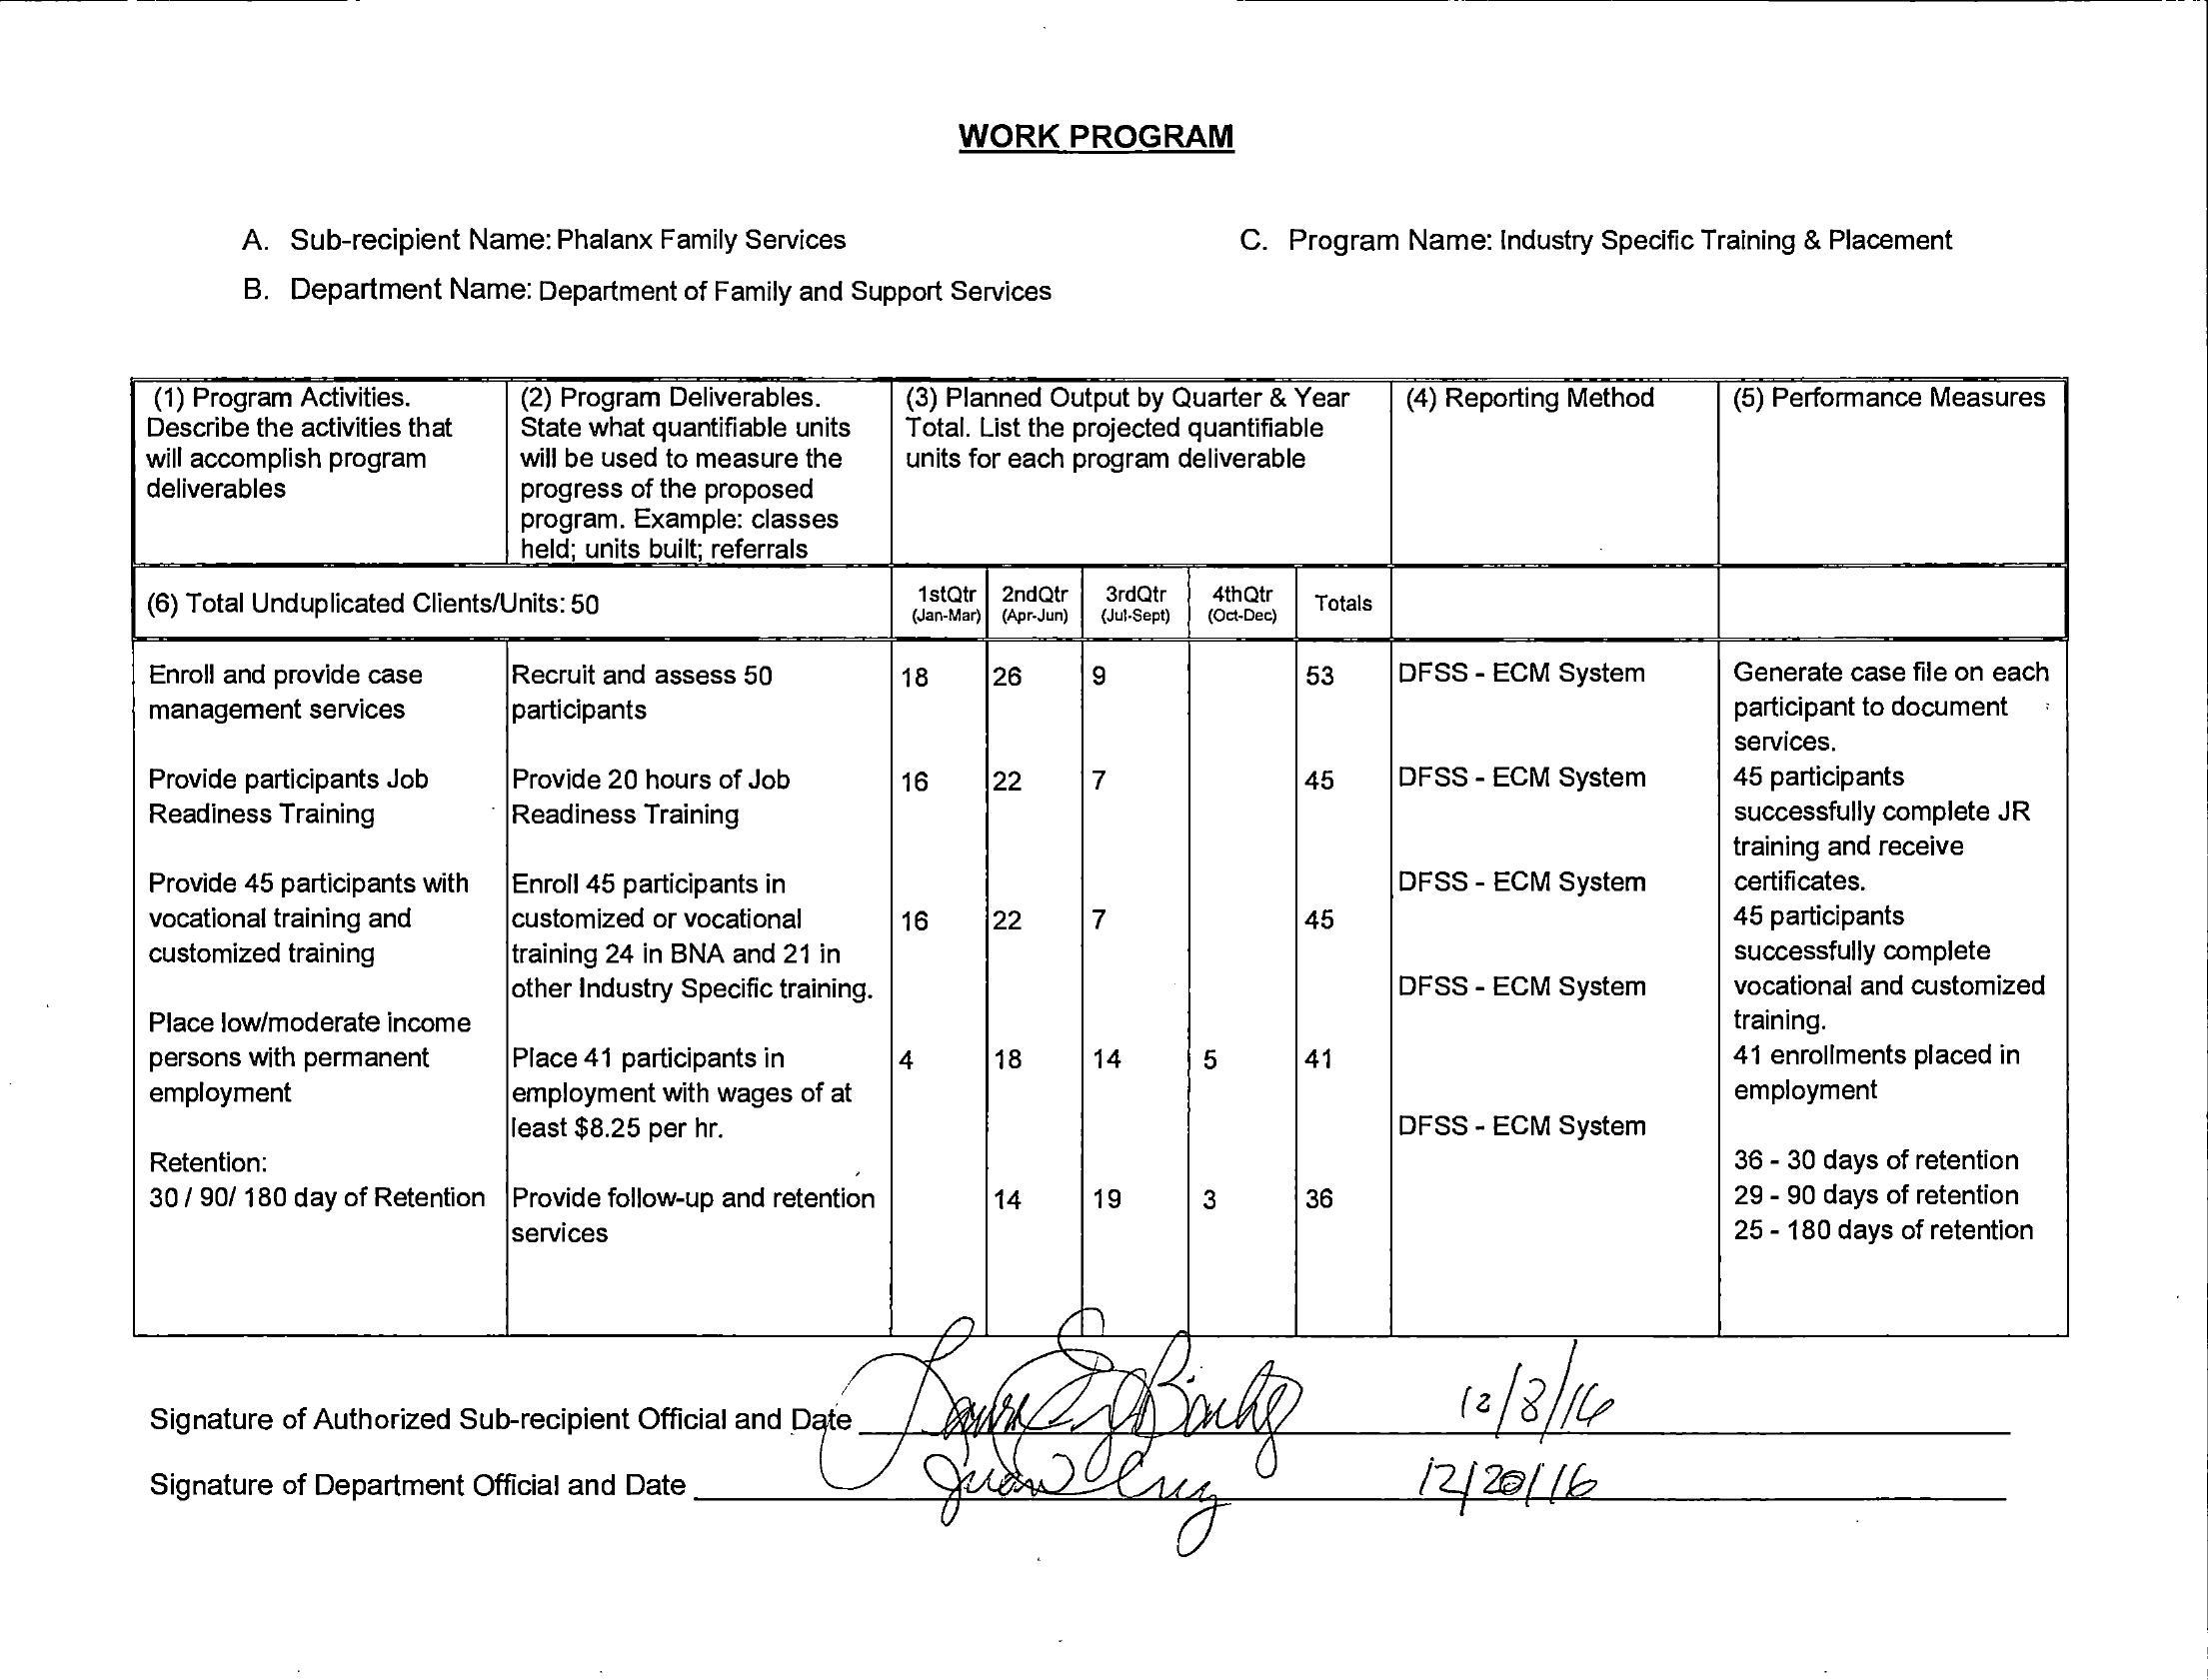 WORK PROGRAM
A. Sub-recipient Name: Phalanx Family Services
C. Program Name: Industry Specific Training & Placement
B. Department Name: Department of Family and Support Services
(1) Program Activities.
Describe the activities that
will accomplish program
deliverables
(2) Program Deliverables.
State what quantifiable units
will be used to measure the
progress of the proposed
program. Example: classes
held; units built; referrals
(3) Planned Output by Quarter & Year
Total. List the projected quantifiable
units for each program deliverable
(4) Reporting Method
(5) Performance Measures
(6) Total Unduplicated Clients/Units: 50
1stQtr
(Jan-Mar)
2ndQtr
(Apr-Jun)
3rdQtr
(Jul-Sept)
4thQtr
(Oct-Dec)
Totals
Enroll and provide case
management services
Recruit and assess 50
participants
18 26 9 53
DFSS - ECM System
Generate case file on each
participant to document
services.
Provide participants Job
Readiness Training
Provide 20 hours of Job
Readiness Training
16 22 7 45
DFSS - ECM System
45 participants
successfully complete JR
training and receive
certificates.
Provide 45 participants with
vocational training and
customized training
Enroll 45 participants in
customized or vocational
training 24 in BNA and 21 in
other Industry Specific training.
16 22 7 45
DFSS - ECM System
45 participants
successfully complete
vocational and customized
training.
Place low/moderate income
persons with permanent
employment
Place 41 participants in
employment with wages of at
least $8.25 per hr.
4 18 14 5 41
DFSS - ECM System
41 enrollments placed in
employment
Retention:
30 / 90/ 180 day of Retention
Provide follow-up and retention
services
14 19 3 36
DFSS - ECM System
36 - 30 days of retention
29 - 90 days of retention
25 - 180 days of retention
Signature of Authorized Sub-recipient Official and Date 12/8/16
Signature of Department Official and Date Juan Cruz 12/20/16